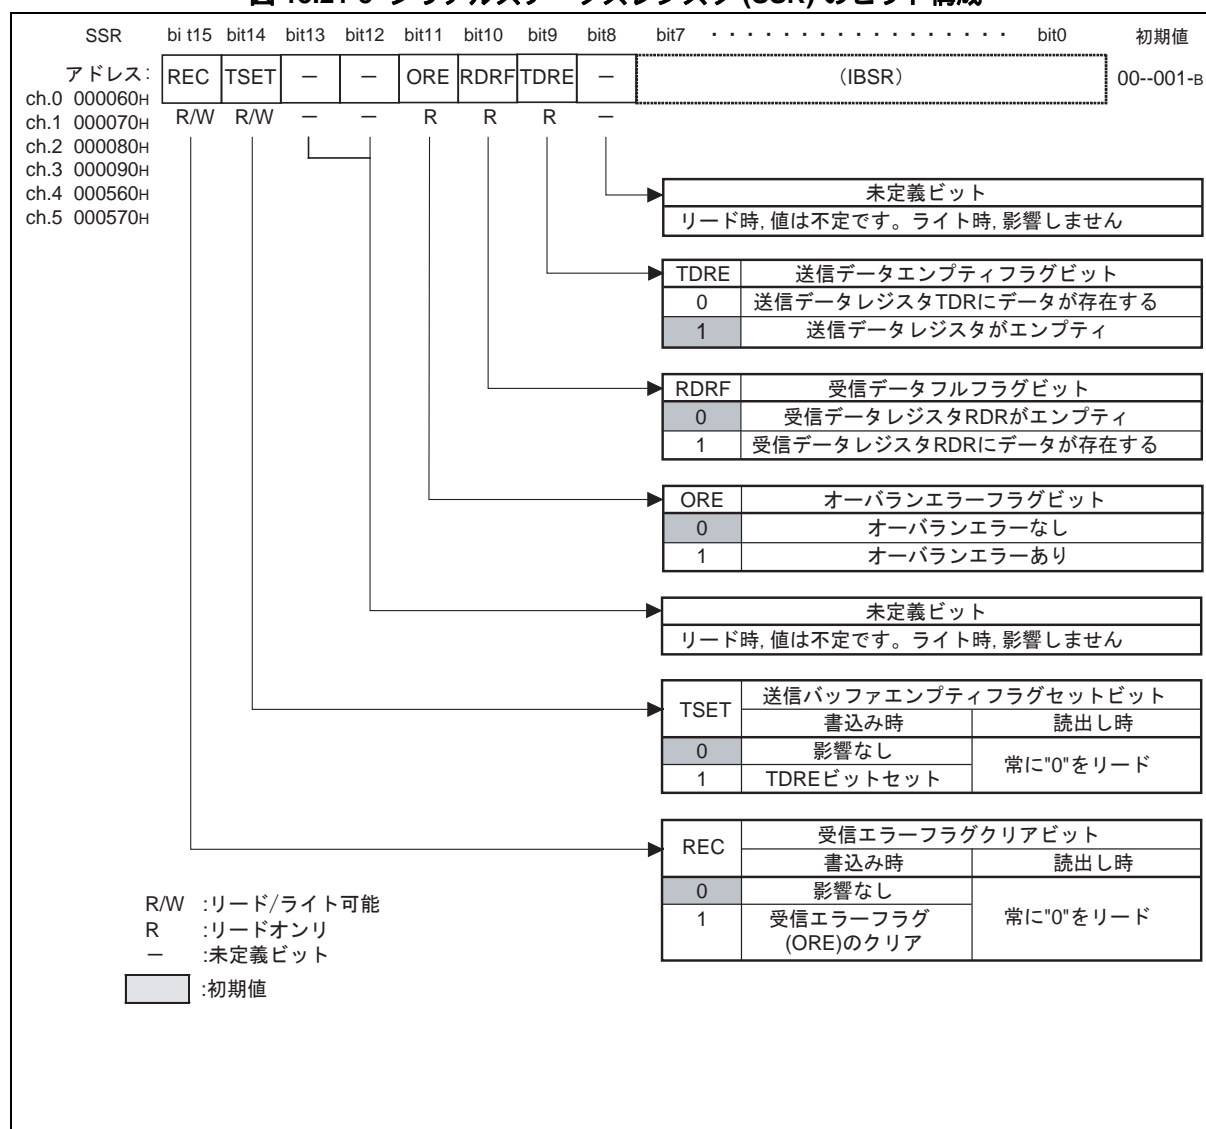 SSR bi t15 bit14 bit13 bit12 bit11 bit10 bit9 bit8 bit7 ・・・・・・・・・・・・・・・・・・ bit0 初期値
アドレス: REC TSET － － ORE RDRF TDRE － (IBSR) 00--001-B
ch.0 000060H
ch.1 000070H R/W R/W － － R R R －
ch.2 000080H
ch.3 000090H
ch.4 000560H
ch.5 000570H
未定義ビット
リード時, 値は不定です。ライト時, 影響しません
TDRE 送信データエンプティフラグビット
0 送信データレジスタTDRにデータが存在する
1 送信データレジスタがエンプティ
RDRF 受信データフルフラグビット
0 受信データレジスタRDRがエンプティ
1 受信データレジスタRDRにデータが存在する
ORE オーバランエラーフラグビット
0 オーバランエラーなし
1 オーバランエラーあり
未定義ビット
リード時, 値は不定です。ライト時, 影響しません
TSET 送信バッファエンプティフラグセットビット
書込み時 読出し時
0 影響なし 常に"0"をリード
1 TDREビットセット
REC 受信エラーフラグクリアビット
書込み時 読出し時
0 影響なし 常に"0"をリード
1 受信エラーフラグ
(ORE)のクリア
R/W :リード/ライト可能
R :リードオンリ
－ :未定義ビット
:初期値